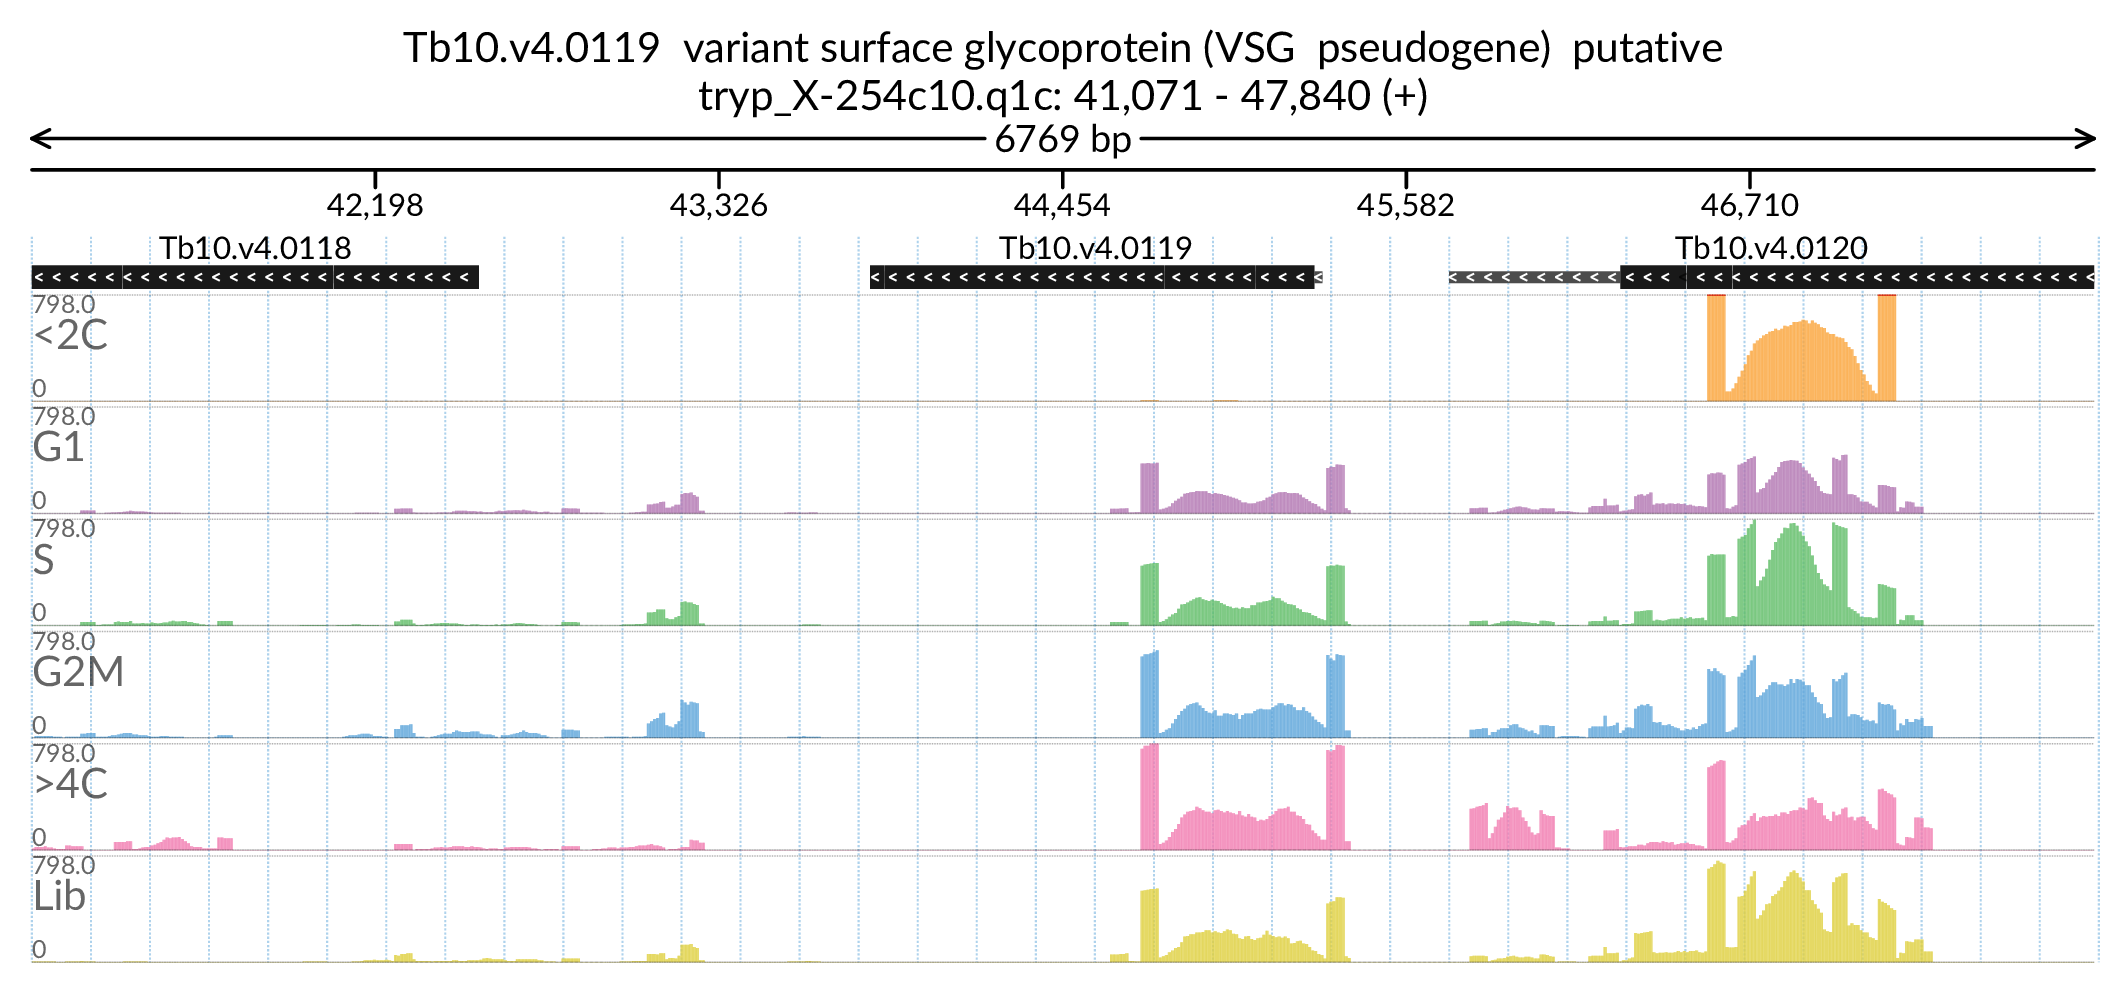 Tb10.v4.0119 variant surface glycoprotein (VSG pseudogene) putative
tryp_X-254c10.q1c: 41,071 - 47,840 (+)
6769 bp
42,198 43,326 44,454 45,582 46,710
Tb10.v4.0118 Tb10.v4.0119 Tb10.v4.0120
798.0
<2C
0
798.0
G1
0
798.0
S
0
798.0
G2M
0
798.0
>4C
0
798.0
Lib
0